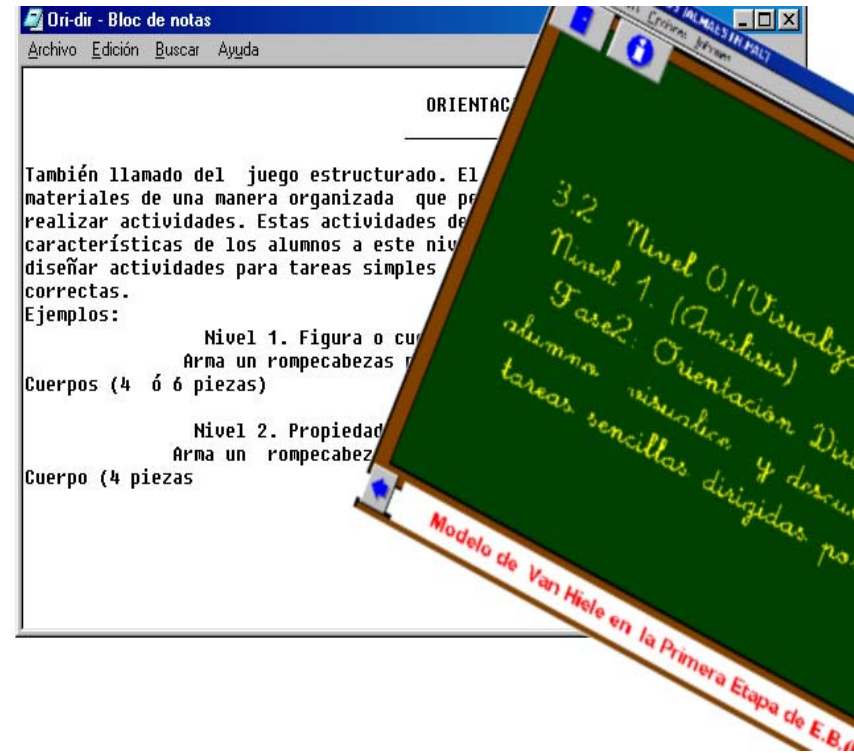 Ori-dir - Bloc de notas
Archivo Edición Buscar Ayuda
ORIENTAC
También llamado del juego estructurado. El
materiales de una manera organizada que pe
realizar actividades. Estas actividades de
características de los alumnos a este niv
diseñar actividades para tareas simples
correctas.
Ejemplos:
Nivel 1. Figura o cu
Arma un rompecabezas
Cuerpos (4 ó 6 piezas)
Nivel 2. Propiedad
Arma un rompecabez
Cuerpo (4 piezas
3.2 Nivel 0.(Visualiza
Nivel 1. (Análisis)
Fase2: Orientación Dir
alumno visualice y descu
tareas sencillas dirigidas po
Modelo de Van Hiele en la Primera Etapa de E.B.